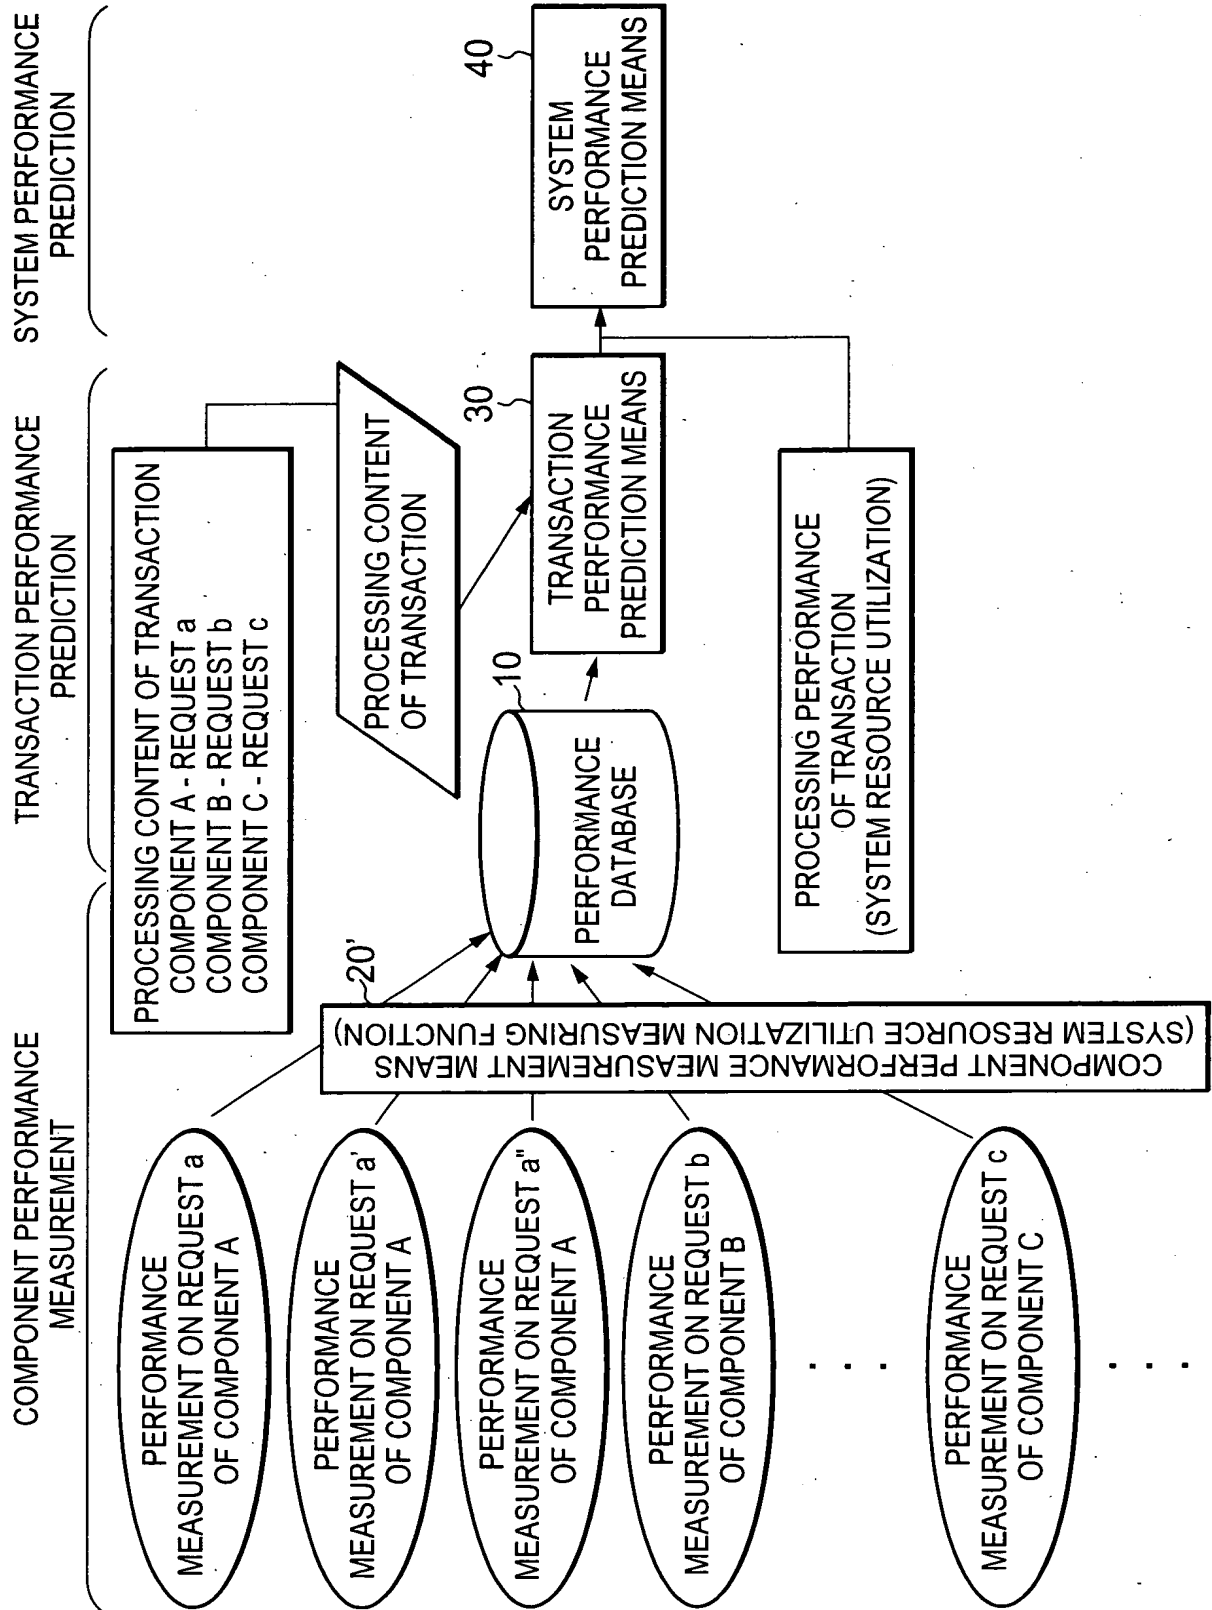 COMPONENT PERFORMANCE
MEASUREMENT
TRANSACTION PERFORMANCE
PREDICTION
SYSTEM PERFORMANCE
PREDICTION
PERFORMANCE
MEASUREMENT ON REQUEST a
OF COMPONENT A
PERFORMANCE
MEASUREMENT ON REQUEST a'
OF COMPONENT A
PERFORMANCE
MEASUREMENT ON REQUEST a"
OF COMPONENT A
PERFORMANCE
MEASUREMENT ON REQUEST b
OF COMPONENT B
. . .
PERFORMANCE
MEASUREMENT ON REQUEST c
OF COMPONENT C
. . .
20'
COMPONENT PERFORMANCE MEASUREMENT MEANS
(SYSTEM RESOURCE UTILIZATION MEASURING FUNCTION)
PROCESSING CONTENT OF TRANSACTION
COMPONENT A - REQUEST a
COMPONENT B - REQUEST b
COMPONENT C - REQUEST c
PROCESSING CONTENT
OF TRANSACTION
10
PERFORMANCE
DATABASE
30
TRANSACTION
PERFORMANCE
PREDICTION MEANS
PROCESSING PERFORMANCE
OF TRANSACTION
(SYSTEM RESOURCE UTILIZATION)
40
SYSTEM
PERFORMANCE
PREDICTION MEANS